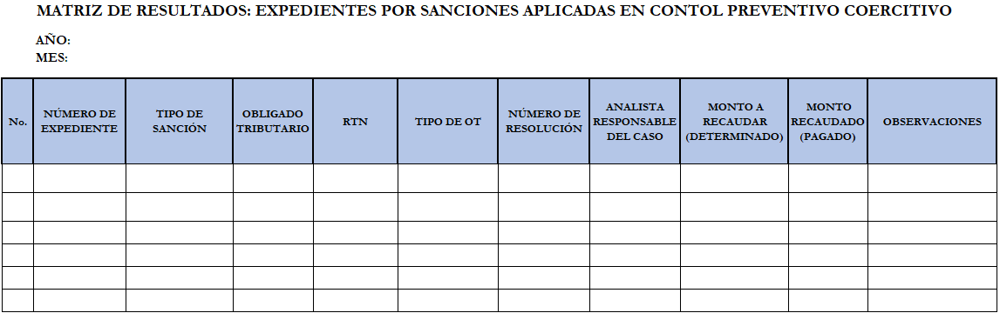 MATRIZ DE RESULTADOS: EXPEDIENTES POR SANCIONES APLICADAS EN CONTOL PREVENTIVO COERCITIVO
AÑO:
MES:
No.
NÚMERO DE
EXPEDIENTE
TIPO DE
SANCIÓN
OBLIGADO
TRIBUTARIO
RTN
TIPO DE OT
NÚMERO DE
RESOLUCIÓN
ANALISTA
RESPONSABLE
DEL CASO
MONTO A
RECAUDAR
(DETERMINADO)
MONTO
RECAUDADO
(PAGADO)
OBSERVACIONES